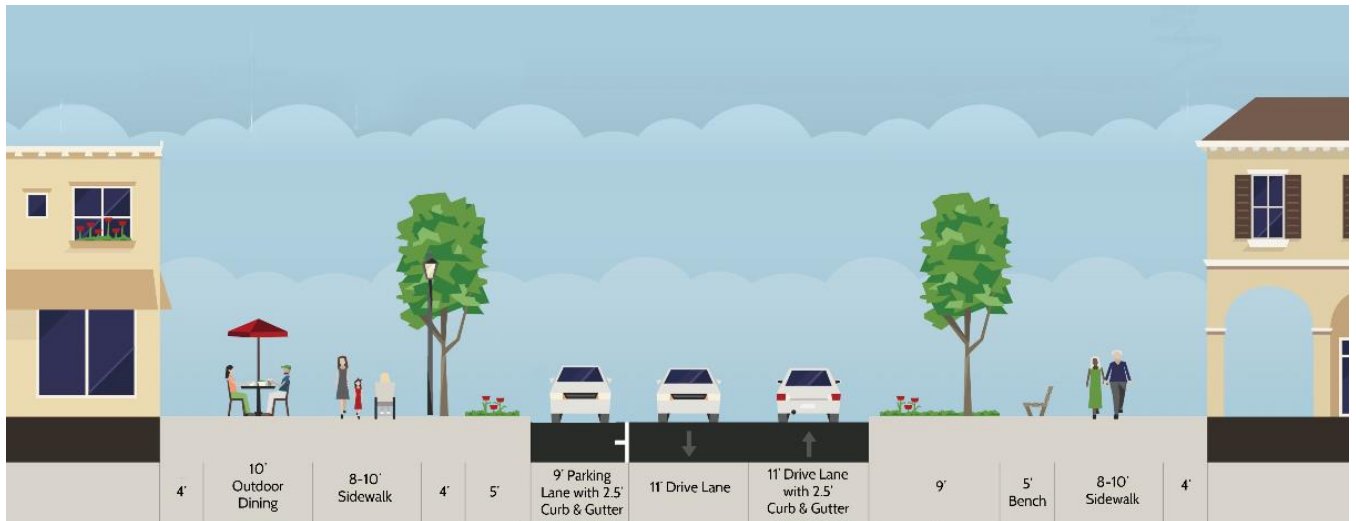 4'
10'
Outdoor
Dining
8-10'
Sidewalk
4'
5'
9' Parking
Lane with 2.5'
Curb & Gutter
11' Drive Lane
11' Drive Lane
with 2.5'
Curb & Gutter
9'
5'
Bench
8-10'
Sidewalk
4'